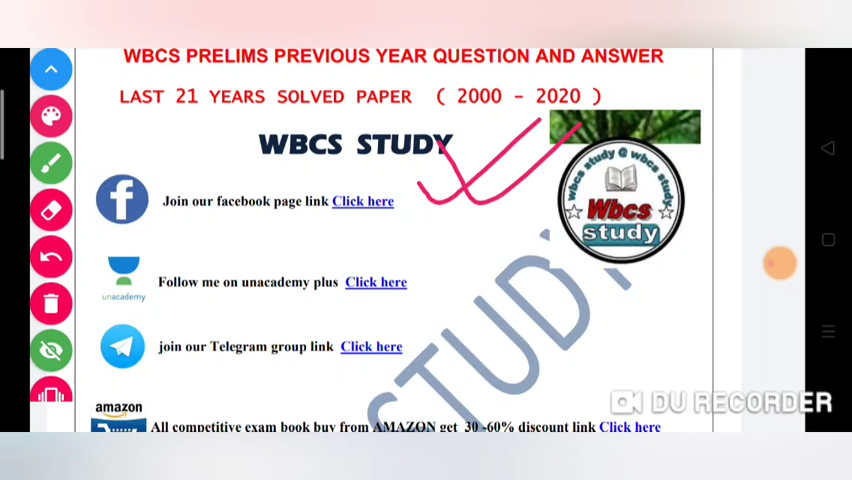 WBCS PRELIMS PREVIOUS YEAR QUESTION AND ANSWER
LAST 21 YEARS SOLVED PAPER ( 2000 - 2020 )
WBCS STUDY
wbcs study @ wbcs study
Wbcs
study
f Join our facebook page link Click here
unacademy
Follow me on unacademy plus Click here
join our Telegram group link Click here
STUDY
DU RECORDER
amazon
All competitive exam book buy from AMAZON get 30 -60% discount link Click here